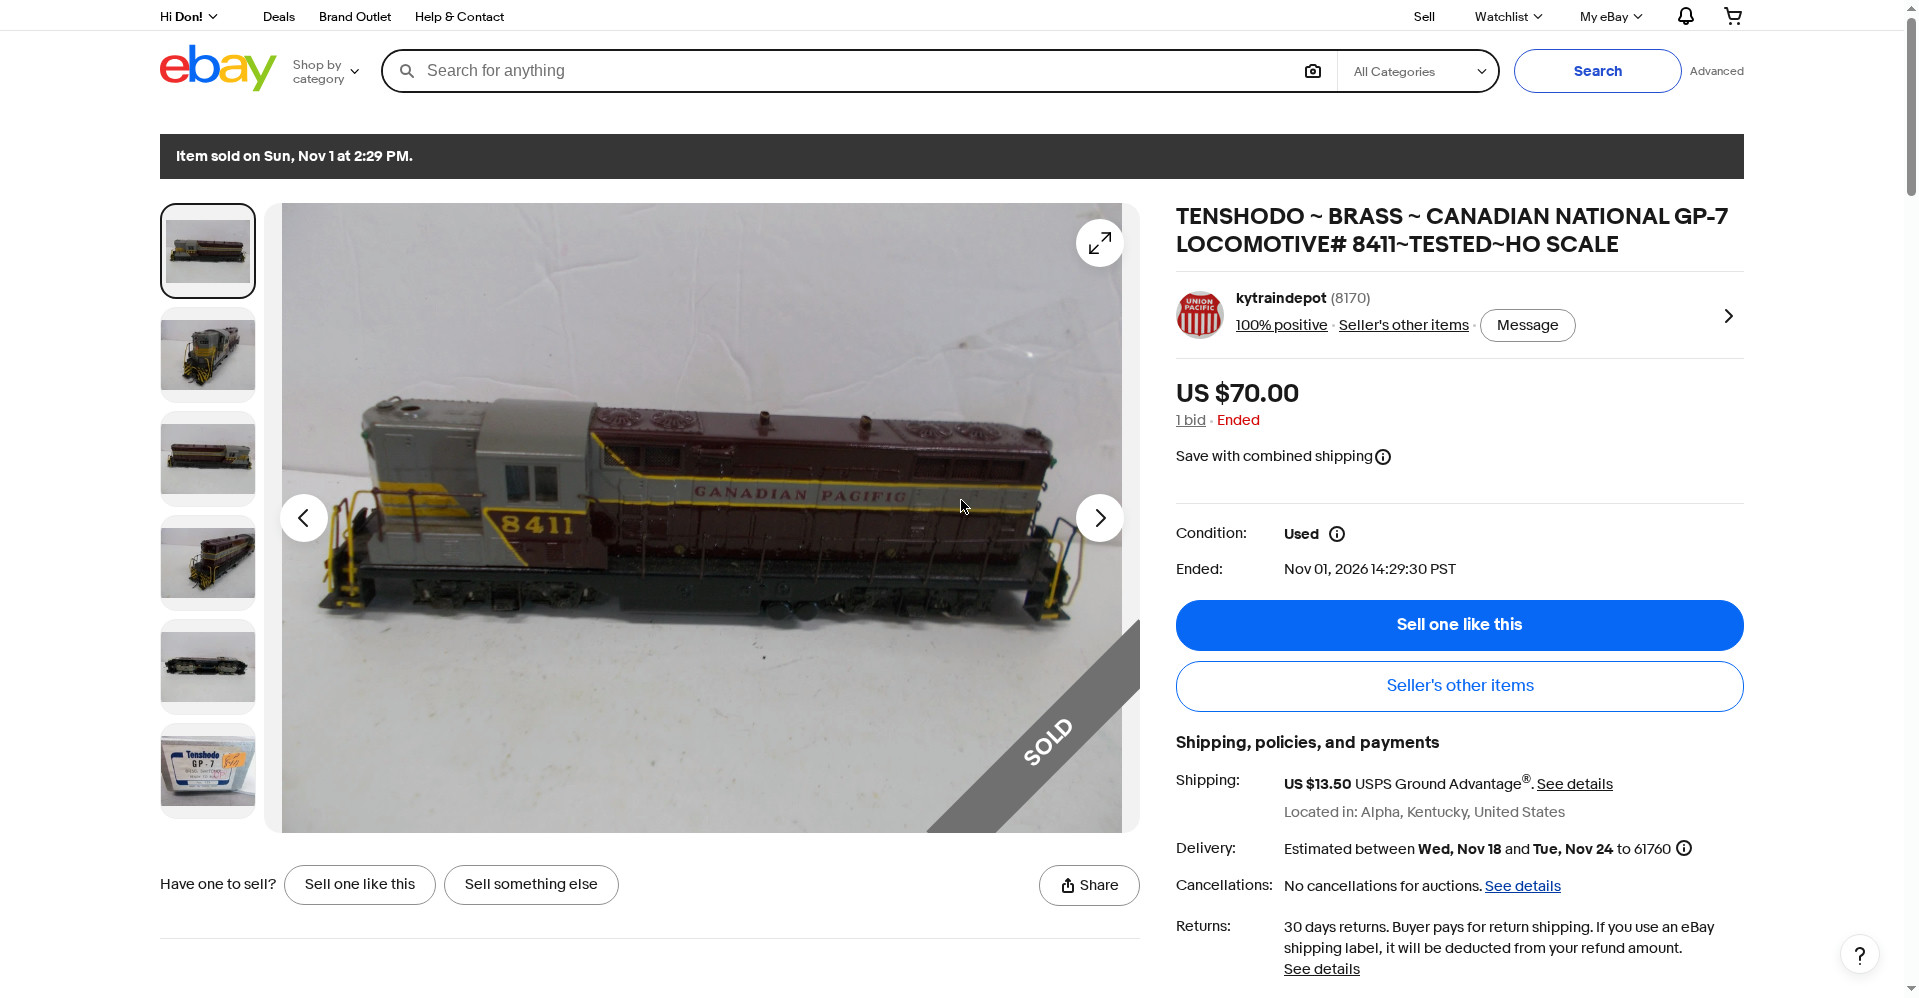 Hi Don!
Deals
Brand Outlet
Help & Contact
Sell
Watchlist
My eBay
ebay
Shop by
category
Search for anything
All Categories
Search
Advanced
Item sold on Sun, Nov 1 at 2:29 PM.
CANADIAN PACIFIC
8411
SOLD
Tenshodo
GP-7
TENSHODO ~ BRASS ~ CANADIAN NATIONAL GP-7
LOCOMOTIVE# 8411~TESTED~HO SCALE
UNION
PACIFIC
kytraindepot (8170)
100% positive · Seller's other items · Message
US $70.00
1 bid · Ended
Save with combined shipping
Condition: Used
Ended: Nov 01, 2026 14:29:30 PST
Sell one like this
Seller's other items
Shipping, policies, and payments
Shipping: US $13.50 USPS Ground Advantage®. See details
Located in: Alpha, Kentucky, United States
Delivery: Estimated between Wed, Nov 18 and Tue, Nov 24 to 61760
Cancellations: No cancellations for auctions. See details
Returns: 30 days returns. Buyer pays for return shipping. If you use an eBay
shipping label, it will be deducted from your refund amount.
See details
Have one to sell? Sell one like this Sell something else
Share
?